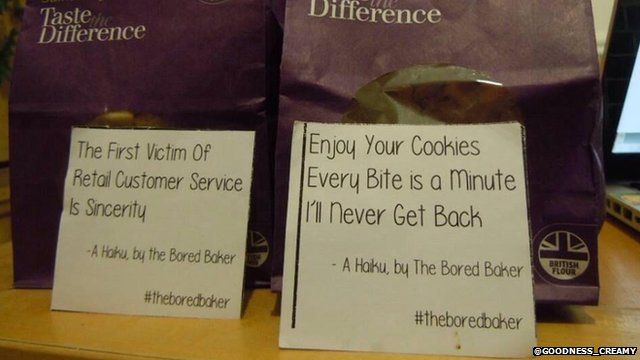 Taste the
Difference
the
Difference
The First Victim Of
Retail Customer Service
Is Sincerity
-A Haiku, by the Bored Baker
#theboredbaker
Enjoy Your Cookies
Every Bite is a Minute
I'll Never Get Back
- A Haiku, by The Bored Baker
#theboredbaker
BRITISH
FLOUR
@GOODNESS_CREAMY